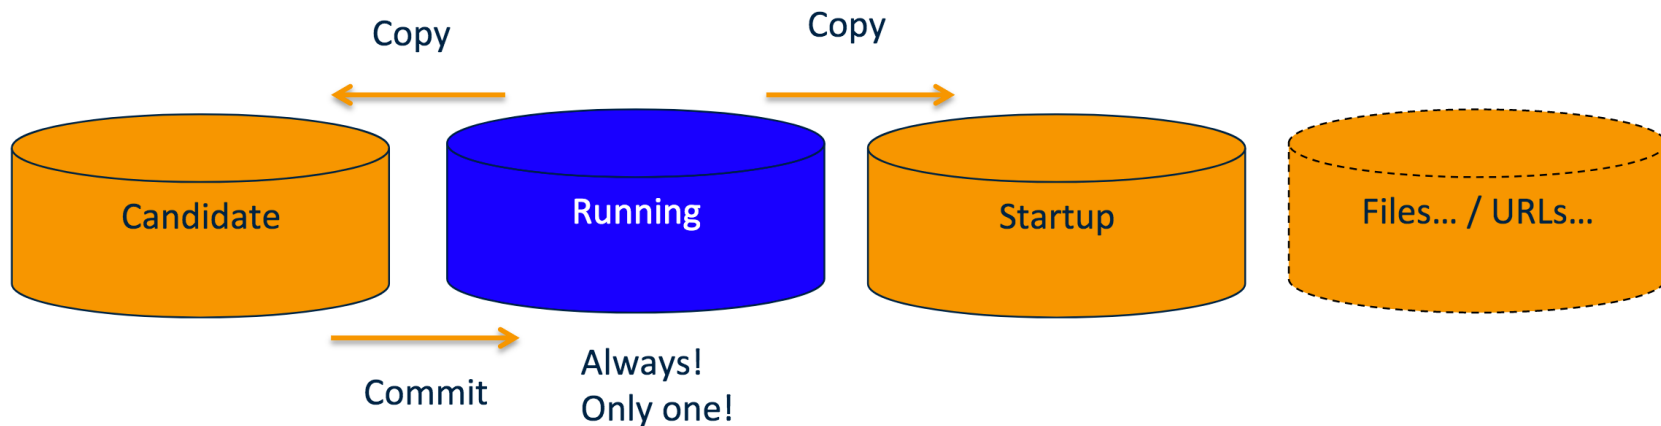 Copy
Copy
Candidate
Running
Startup
Files... / URLs...
Commit
Always!
Only one!